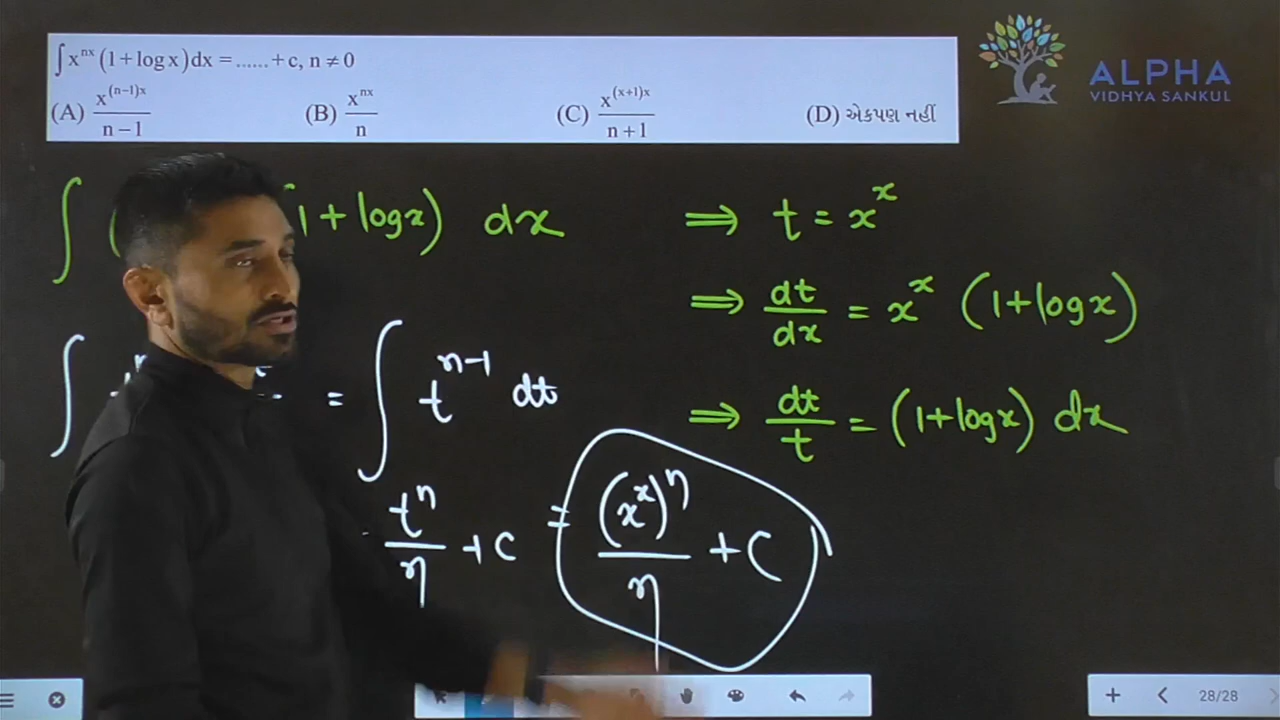 ∫ x^{nx} (1 + log x) dx = ...... + c, n ≠ 0
(A) x^{(n–1)x} / n – 1 (B) x^{nx} / n (C) x^{(x+1)x} / n + 1 (D) એકપણ નહીં
ALPHA
VIDHYA SANKUL
∫ ( 1 + log x) dx ⇒ t = x^x
⇒ dt/dx = x^x (1 + log x)
∫ = ∫ t^{n-1} dt
⇒ dt/t = (1 + log x) dx
t^n / n + C = (x^x)^n / n + C
28/28